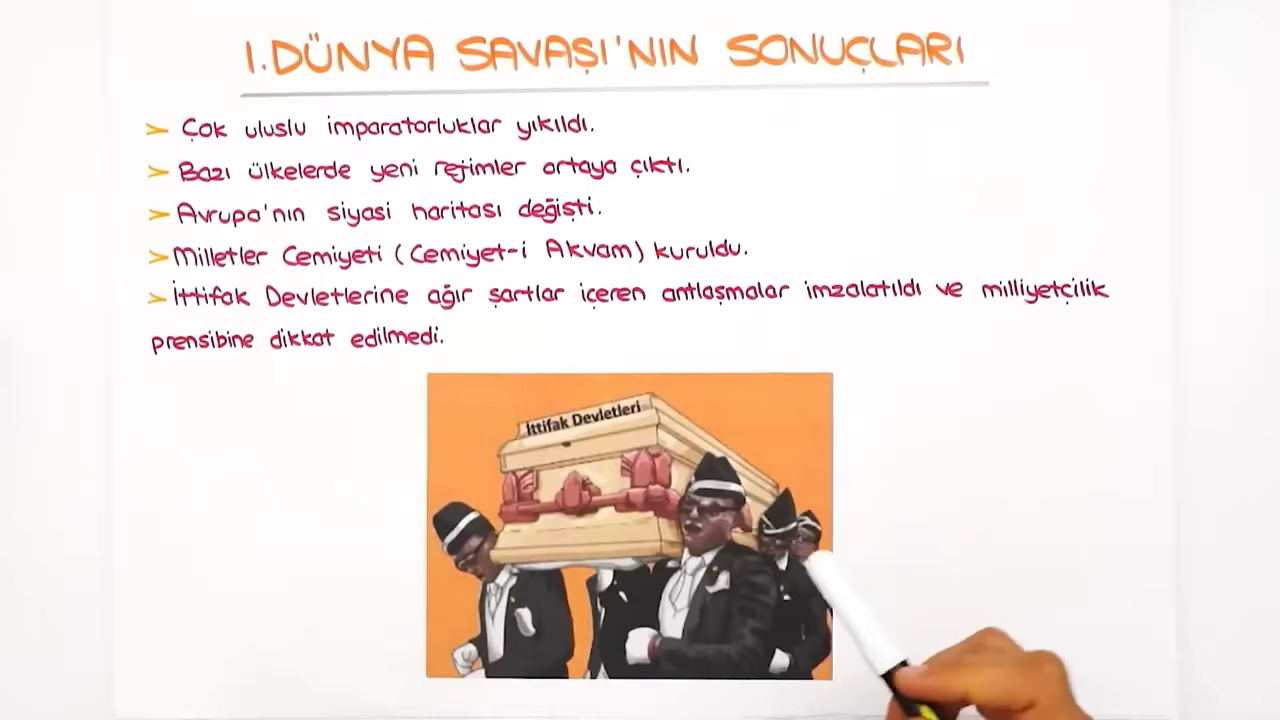 I. DÜNYA SAVAŞI'NIN SONUÇLARI
➢ Çok uluslu imparatorluklar yıkıldı.
➢ Bazı ülkelerde yeni rejimler ortaya çıktı.
➢ Avrupa'nın siyasi haritası değişti.
➢ Milletler Cemiyeti (Cemiyet-i Akvam) kuruldu.
➢ İttifak Devletlerine ağır şartlar içeren antlaşmalar imzalatıldı ve milliyetçilik
prensibine dikkat edilmedi.
İttifak Devletleri